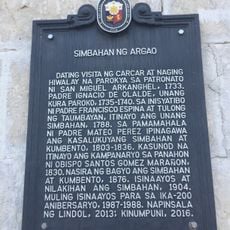 SIMBAHAN NG ARGAO
DATING VISITA NG CARCAR AT NAGING
HIWALAY NA PAROKYA SA PATRONATO
NI SAN MIGUEL ARKANGHEL, 1733.
PADRE IGNACIO DE OLALDE, UNANG
KURA PAROKO, 1735-1740. SA INISYATIBO
NI PADRE FRANCISCO ESPINA AT TULONG
NG TAUMBAYAN, ITINAYO ANG UNANG
SIMBAHAN, 1788. SA PAMAMAHALA
NI PADRE MATEO PEREZ IPINAGAWA
ANG KASALUKUYANG SIMBAHAN AT
KUMBENTO, 1803-1836. KASUNOD NA
ITINAYO ANG KAMPANARYO SA PANAHON
NI OBISPO SANTOS GOMEZ MARAÑON,
1830. NASIRA NG BAGYO ANG SIMBAHAN
AT KUMBENTO, 1876. ISINAAYOS AT
NILAKIHAN ANG SIMBAHAN, 1904.
MULING ISINAAYOS PARA SA IKA-200
ANIBERSARYO, 1987-1988. NAPINSALA
NG LINDOL, 2013; KINUMPUNI, 2016.